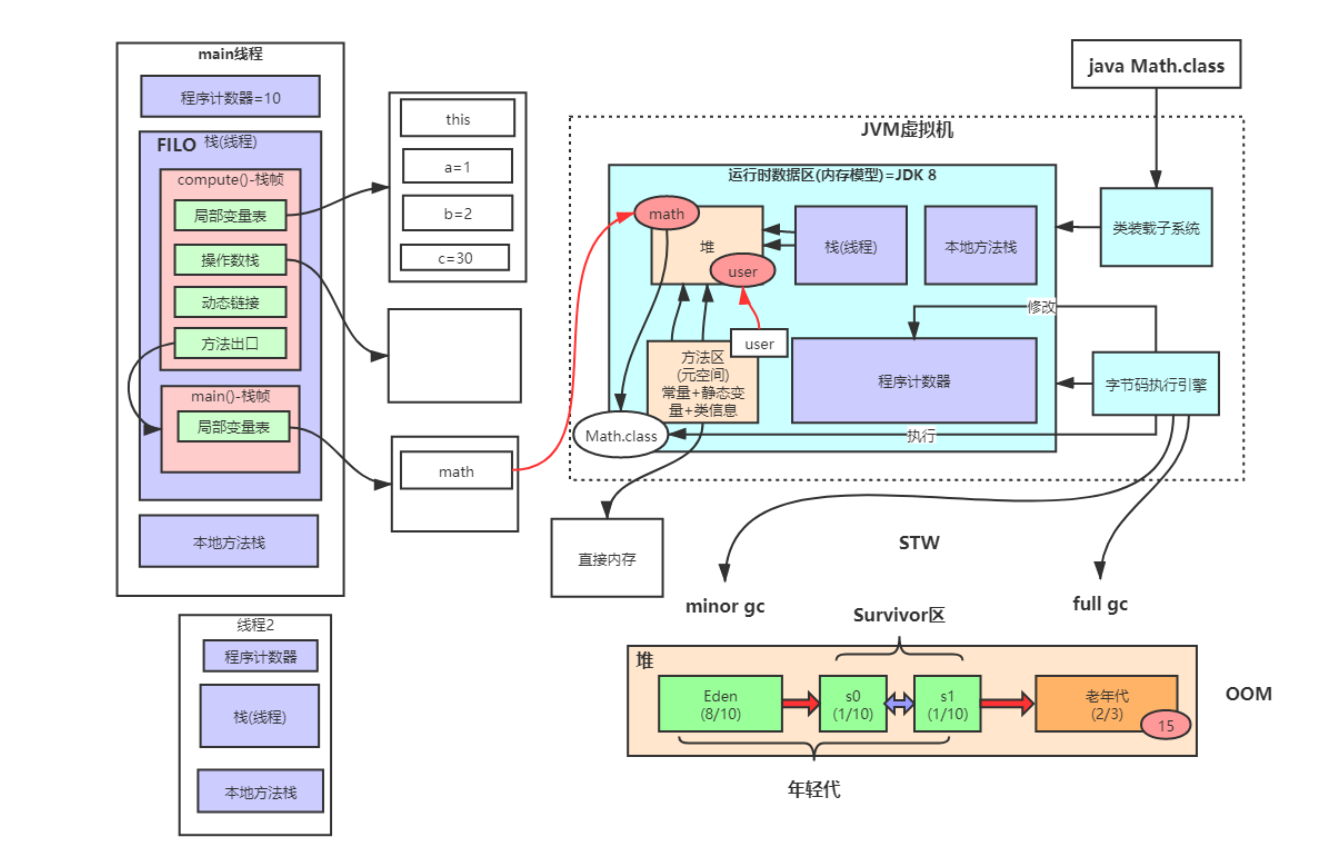 main线程
程序计数器=10
FILO 栈(线程)
compute()-栈帧
局部变量表
操作数栈
动态链接
方法出口
main()-栈帧
局部变量表
本地方法栈
this
a=1
b=2
c=30
math
线程2
程序计数器
栈(线程)
本地方法栈
java Math.class
JVM虚拟机
运行时数据区(内存模型)=JDK 8
math
堆
user
栈(线程)
本地方法栈
类装载子系统
修改
user
方法区
(元空间)
常量+静态变
量+类信息
程序计数器
字节码执行引擎
Math.class
执行
直接内存
STW
minor gc
full gc
Survivor区
堆
Eden
(8/10)
s0
(1/10)
s1
(1/10)
老年代
(2/3)
15
OOM
年轻代